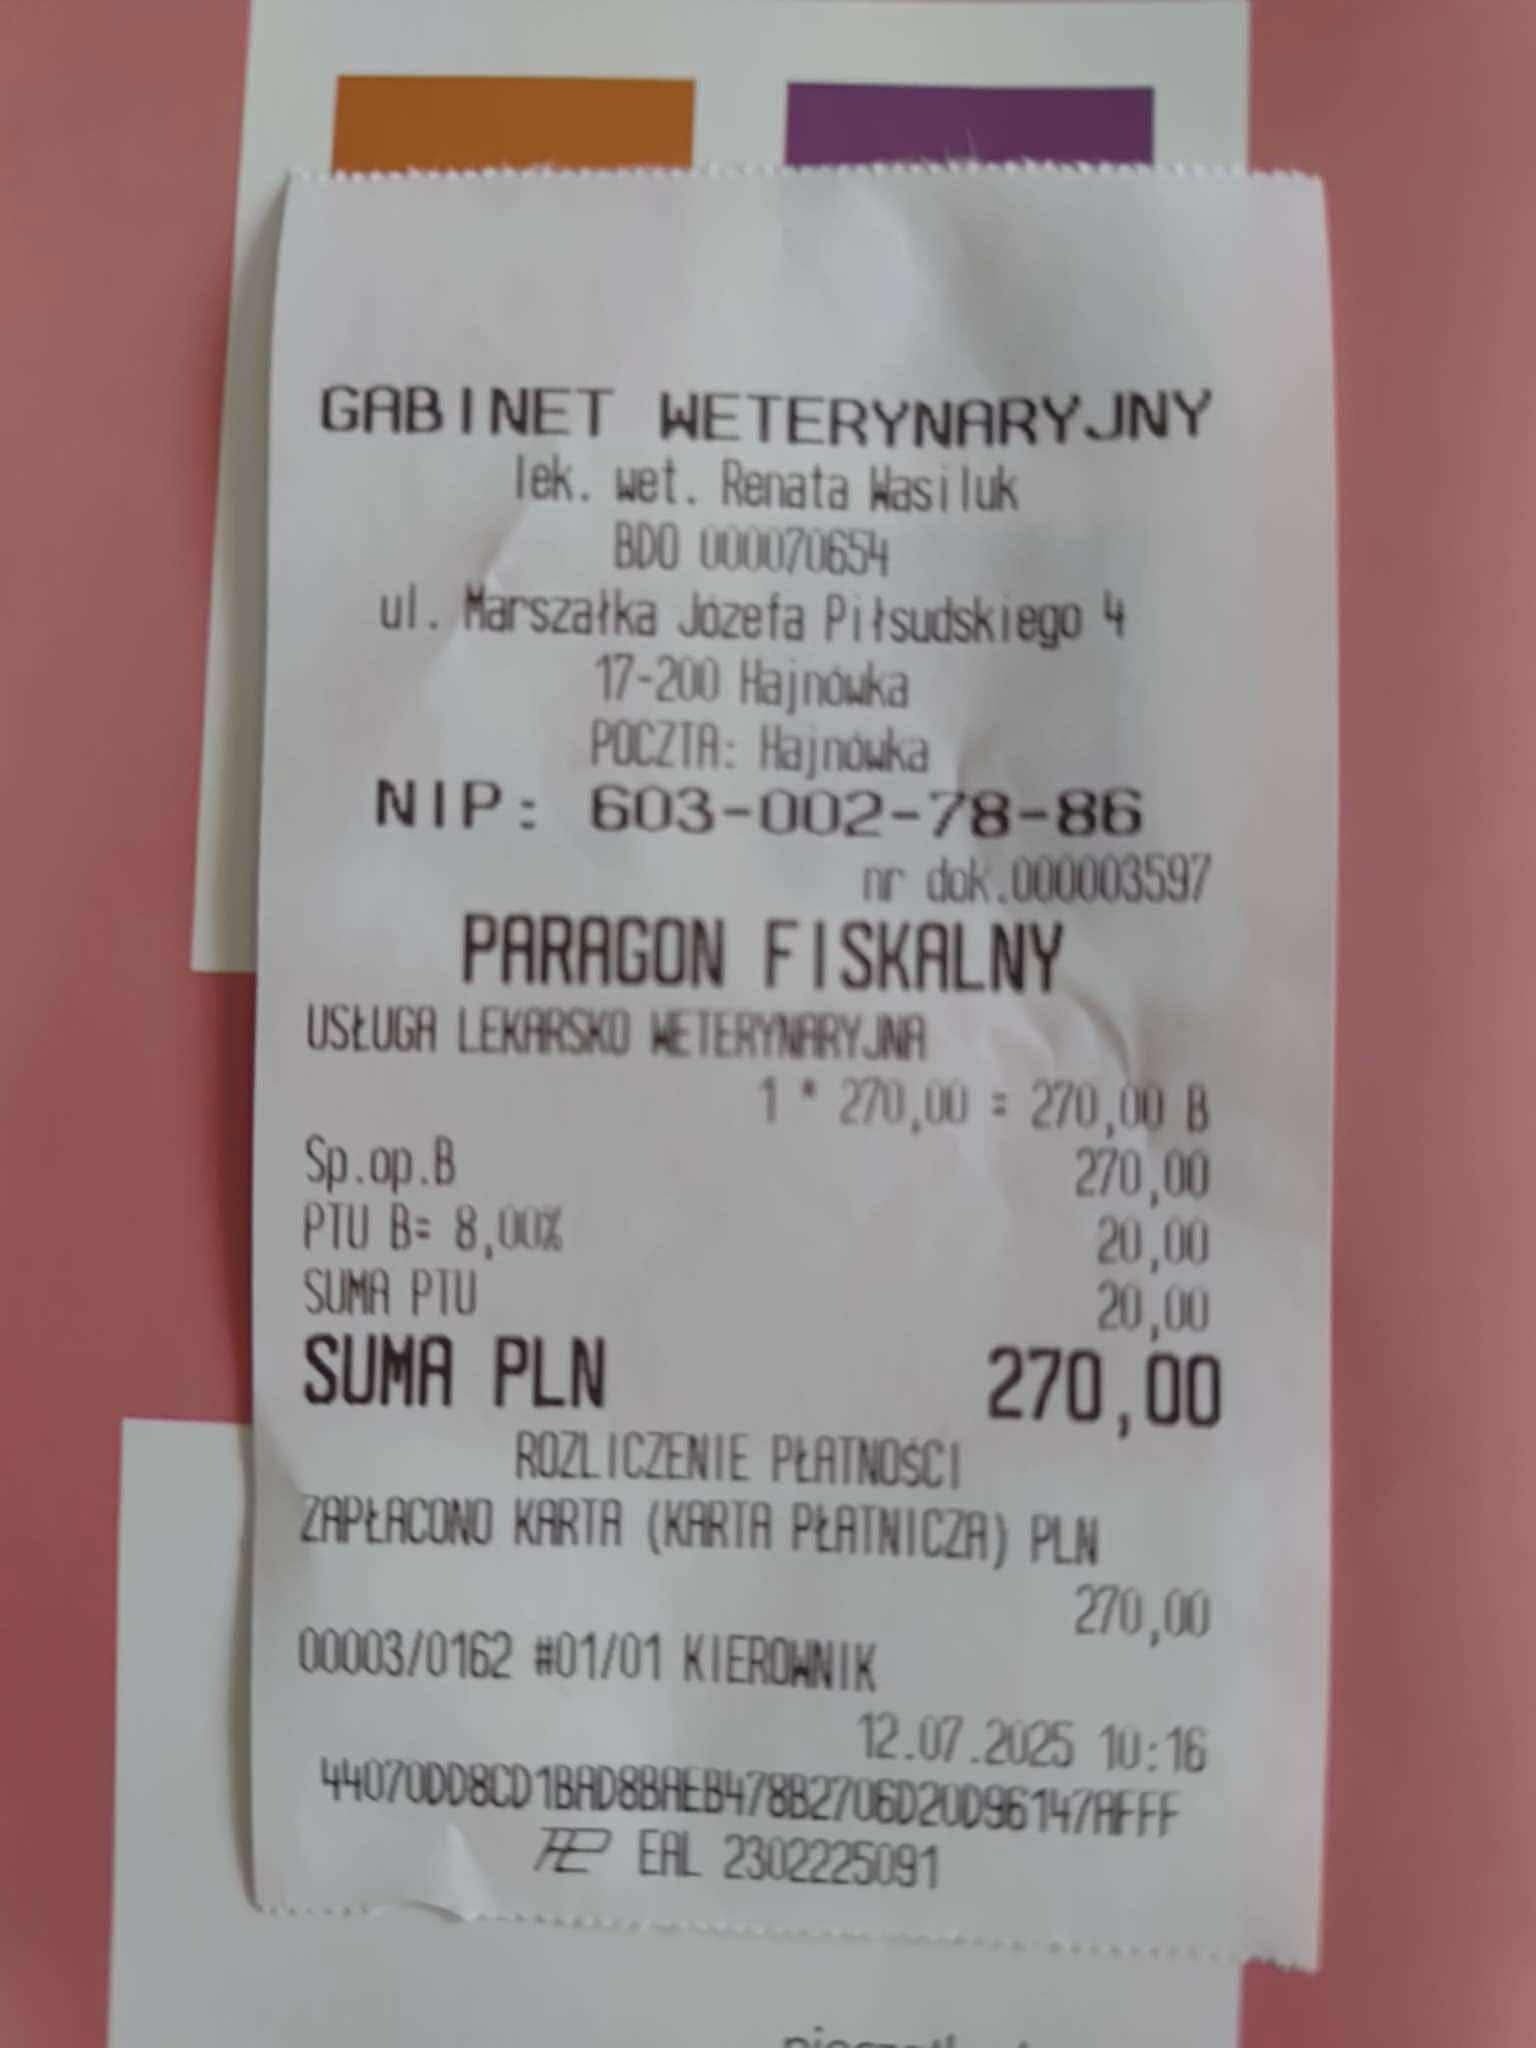 GABINET WETERYNARYJNY
lek. wet. Renata Wasiluk
BDO 000070654
ul. Marszałka Józefa Piłsudskiego 4
17-200 Hajnówka
POCZTA: Hajnówka
NIP: 603-002-78-86
nr dok.000003597
PARAGON FISKALNY
USŁUGA LEKARSKO WETERYNARYJNA
1 * 270,00 = 270,00 B
Sp.op.B 270,00
PTU B= 8,00% 20,00
SUMA PTU 20,00
SUMA PLN 270,00
ROZLICZENIE PŁATNOŚCI
ZAPŁACONO KARTA (KARTA PŁATNICZA) PLN
270,00
00003/0162 #01/01 KIEROWNIK
12.07.2025 10:16
44070DD8CD1BAD8BAEB478B2706D20D96147AFFF
EAL 2302225091